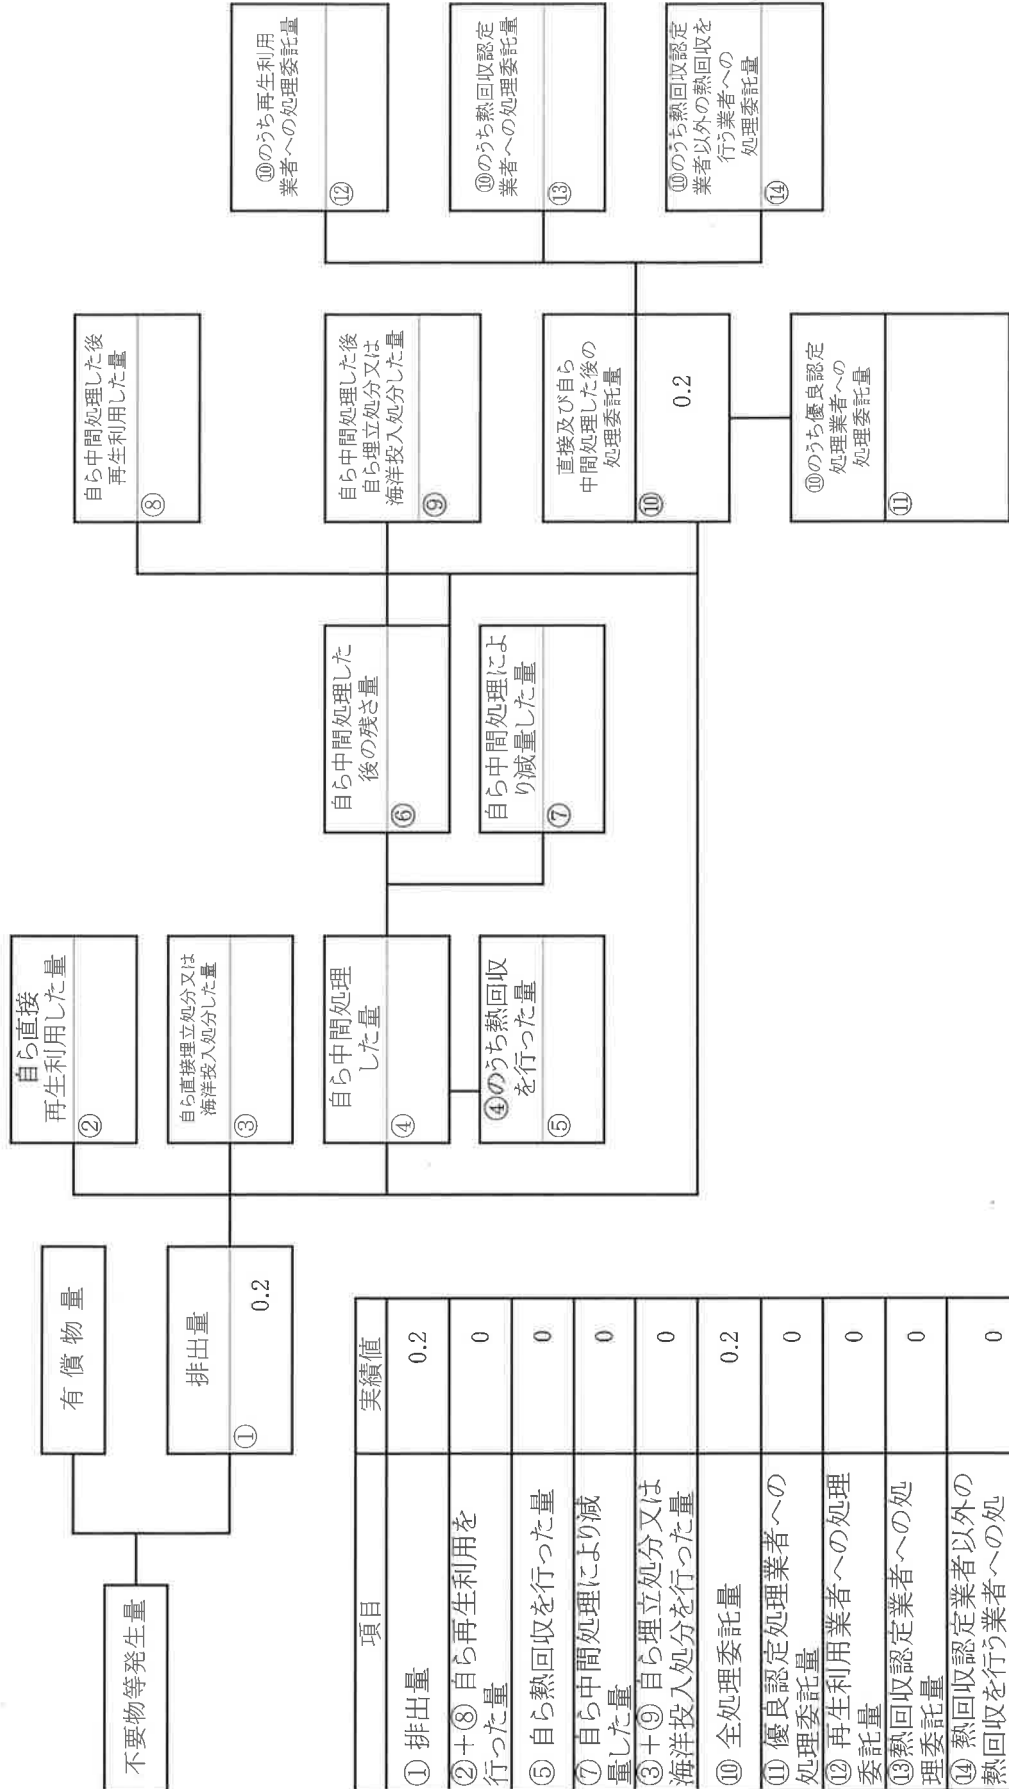 不要物等発生量
有償物量
排出量
①
0.2
自ら直接
再生利用した量
②
自ら直接埋立処分又は
海洋投入処分した量
③
自ら中間処理
した量
④
④のうち熱回収
を行った量
⑤
自ら中間処理した
後の残さ量
⑥
自ら中間処理によ
り減量した量
⑦
自ら中間処理した後
再生利用した量
⑧
自ら中間処理した後
自ら埋立処分又は
海洋投入処分した量
⑨
直接及び自ら
中間処理した後の
処理委託量
⑩
0.2
⑩のうち優良認定
処理業者への
処理委託量
⑪
⑩のうち再生利用
業者への処理委託量
⑫
⑩のうち熱回収認定
業者への処理委託量
⑬
⑩のうち熱回収認定
業者以外の熱回収を
行う業者への
処理委託量
⑭
項目 実績値
① 排出量 0.2
②+⑧ 自ら再生利用を
行った量 0
⑤ 自ら熱回収を行った量 0
⑦ 自ら中間処理により減
量した量 0
③+⑨ 自ら埋立処分又は
海洋投入処分を行った量 0
⑩ 全処理委託量 0.2
⑪ 優良認定処理業者への
処理委託量 0
⑫ 再生利用業者への処理
委託量 0
⑬熱回収認定業者への処
理委託量 0
⑭ 熱回収認定業者以外の
熱回収を行う業者への処 0